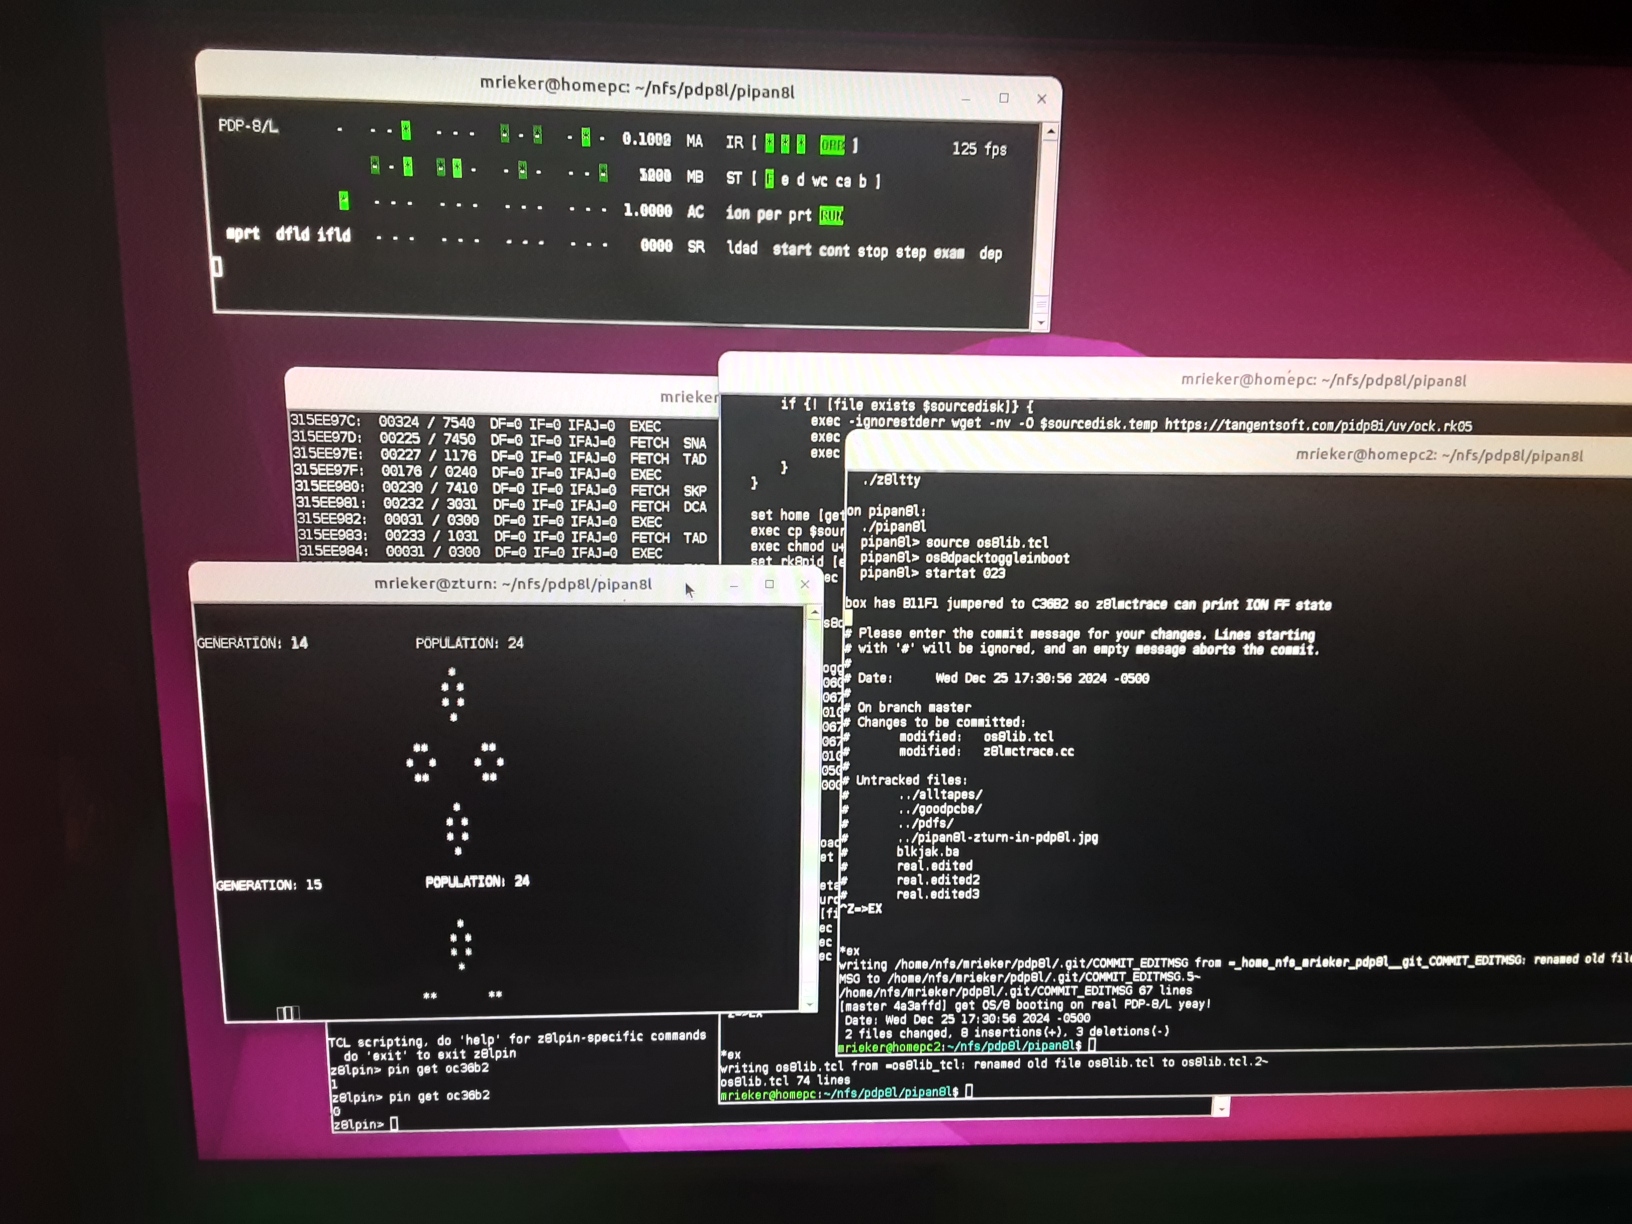 mrieker@homepc: ~/nfs/pdp8l/pipan8l
PDP-8/L
MA IR [ * * * OPR ] 125 fps
MB ST [ F e d wc ca b ]
1.0000 AC ion per prt RUN
mprt dfld ifld 0000 SR ldad start cont stop step exam dep
mrieker
315EE97C: 00324 / 7540 DF=0 IF=0 IFAJ=0 EXEC
315EE97D: 00225 / 7450 DF=0 IF=0 IFAJ=0 FETCH SNA
315EE97E: 00227 / 1176 DF=0 IF=0 IFAJ=0 FETCH TAD
315EE97F: 00176 / 0240 DF=0 IF=0 IFAJ=0 EXEC
315EE980: 00230 / 7410 DF=0 IF=0 IFAJ=0 FETCH SKP
315EE981: 00232 / 3031 DF=0 IF=0 IFAJ=0 FETCH DCA
315EE982: 00031 / 0300 DF=0 IF=0 IFAJ=0 EXEC
315EE983: 00233 / 1031 DF=0 IF=0 IFAJ=0 FETCH TAD
315EE984: 00031 / 0300 DF=0 IF=0 IFAJ=0 EXEC
mrieker@homepc: ~/nfs/pdp8l/pipan8l
if {! [file exists $sourcedisk]} {
exec -ignorestderr wget -nv -O $sourcedisk.temp https://tangentsoft.com/pidp8i/uv/ock.rk05
exec
exec
}
}
set home [get
exec cp $sour
exec chmod u+
set rk8pid [e
mrieker@homepc2: ~/nfs/pdp8l/pipan8l
./z8ltty
on pipan8l:
./pipan8l
pipan8l> source os8lib.tcl
pipan8l> os8dpacktoggleinboot
pipan8l> startat 023
box has B11F1 jumpered to C36B2 so z8lmctrace can print ION FF state
# Please enter the commit message for your changes. Lines starting
# with '#' will be ignored, and an empty message aborts the commit.
#
# Date: Wed Dec 25 17:30:56 2024 -0500
#
# On branch master
# Changes to be committed:
# modified: os8lib.tcl
# modified: z8lmctrace.cc
#
# Untracked files:
# ../alltapes/
# ../goodpcbs/
# ../pdfs/
# ../pipan8l-zturn-in-pdp8l.jpg
# blkjak.ba
# real.edited
# real.edited2
# real.edited3
^Z=>EX
*ex
writing /home/nfs/mrieker/pdp8l/.git/COMMIT_EDITMSG from =_home_nfs_mrieker_pdp8l__git_COMMIT_EDITMSG: renamed old file
MSG to /home/nfs/mrieker/pdp8l/.git/COMMIT_EDITMSG.5~
/home/nfs/mrieker/pdp8l/.git/COMMIT_EDITMSG 67 lines
[master 4a3affd] get OS/8 booting on real PDP-8/L yeay!
Date: Wed Dec 25 17:30:56 2024 -0500
2 files changed, 8 insertions(+), 3 deletions(-)
mrieker@homepc2:~/nfs/pdp8l/pipan8l$
*ex
writing os8lib.tcl from =os8lib_tcl: renamed old file os8lib.tcl to os8lib.tcl.2~
os8lib.tcl 74 lines
mrieker@homepc:~/nfs/pdp8l/pipan8l$
mrieker@zturn: ~/nfs/pdp8l/pipan8l
GENERATION: 14 POPULATION: 24
*
* *
* *
*
** **
* * * *
** **
*
* *
* *
*
GENERATION: 15 POPULATION: 24
*
* *
* *
*
** **
TCL scripting, do 'help' for z8lpin-specific commands
do 'exit' to exit z8lpin
z8lpin> pin get oc36b2
1
z8lpin> pin get oc36b2
0
z8lpin>